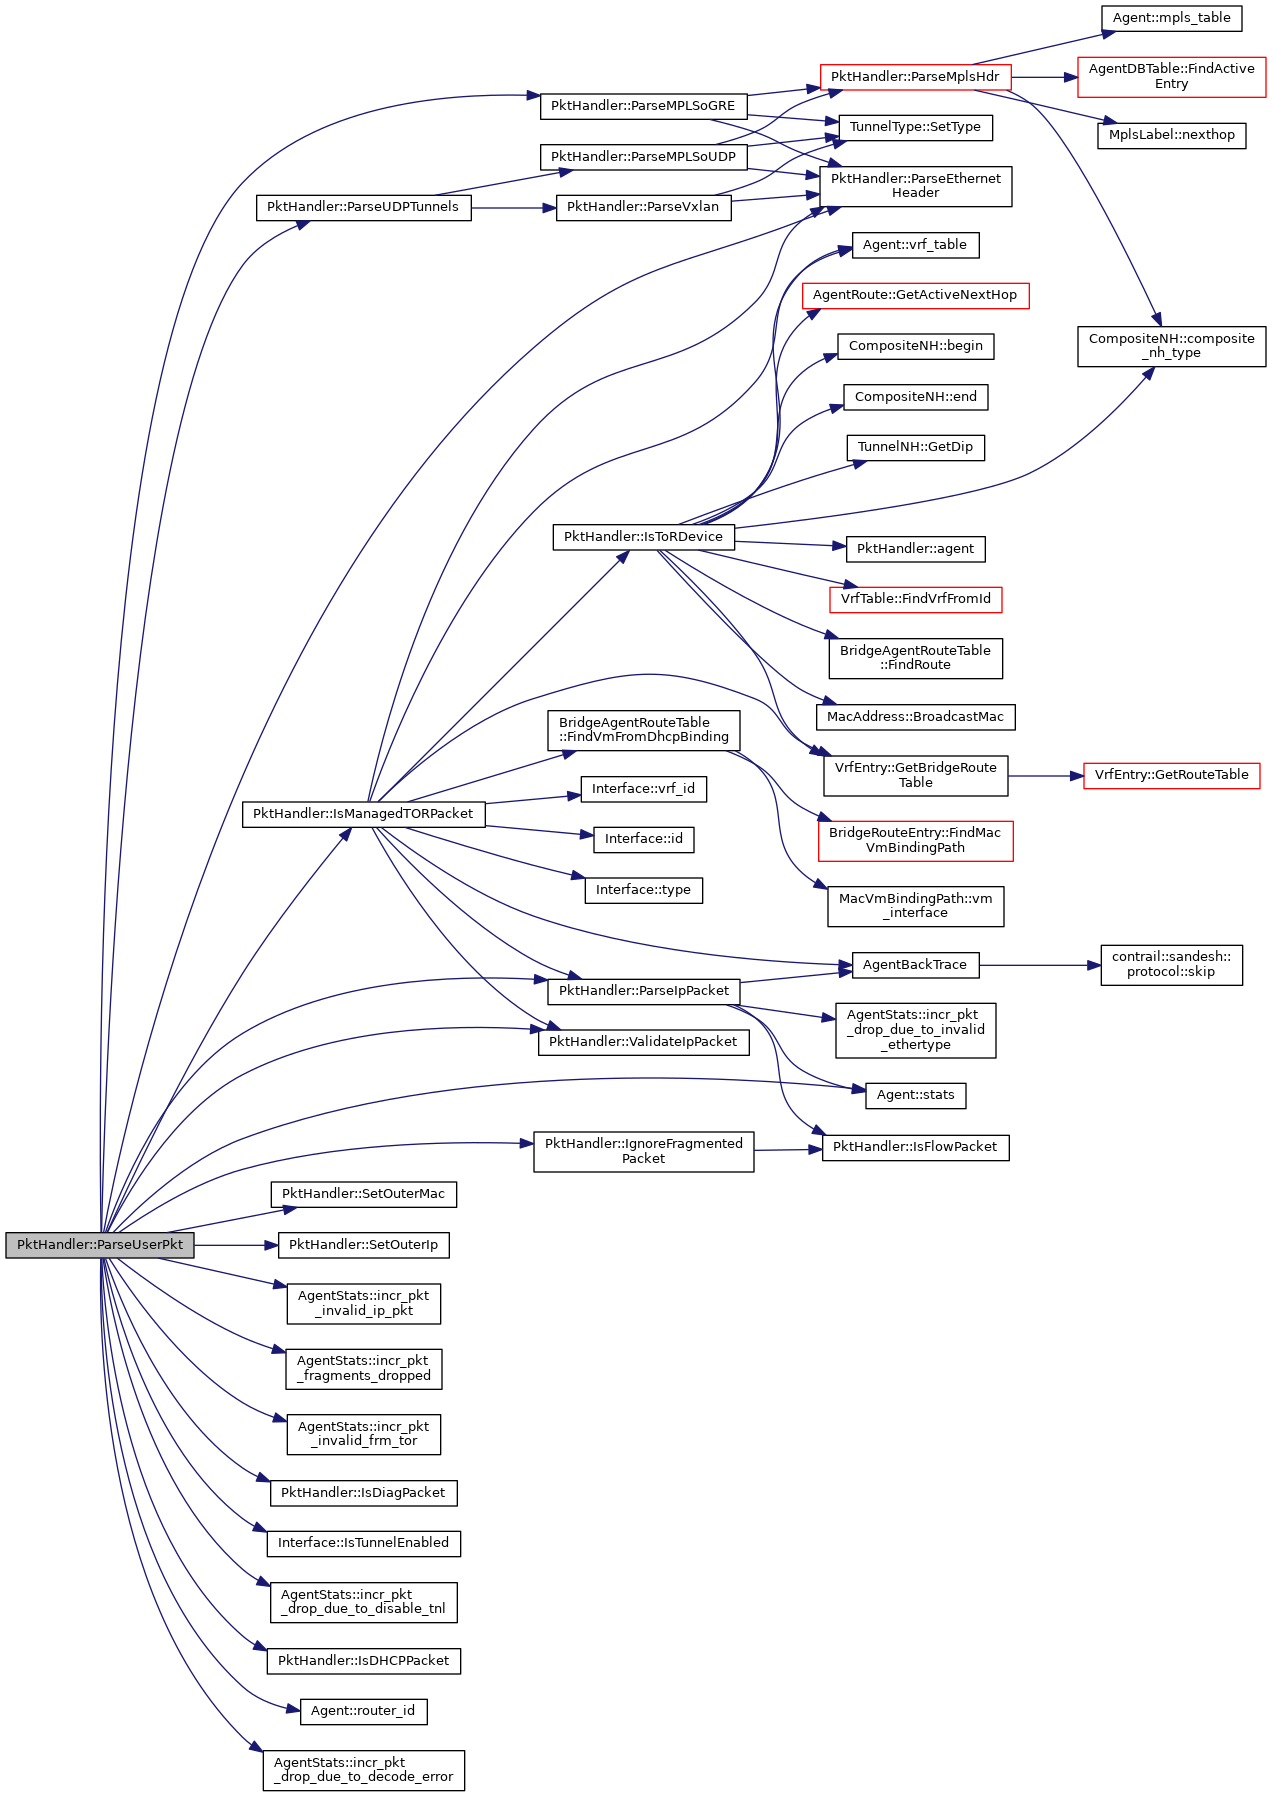 Agent::mpls_table
PktHandler::ParseMplsHdr
AgentDBTable::FindActive
Entry
PktHandler::ParseMPLSoGRE
TunnelType::SetType
MplsLabel::nexthop
PktHandler::ParseMPLSoUDP
PktHandler::ParseEthernet
Header
PktHandler::ParseUDPTunnels
PktHandler::ParseVxlan
Agent::vrf_table
AgentRoute::GetActiveNextHop
CompositeNH::begin
CompositeNH::composite
_nh_type
CompositeNH::end
TunnelNH::GetDip
PktHandler::IsToRDevice
PktHandler::agent
VrfTable::FindVrfFromId
BridgeAgentRouteTable
::FindRoute
MacAddress::BroadcastMac
BridgeAgentRouteTable
::FindVmFromDhcpBinding
VrfEntry::GetBridgeRoute
Table
VrfEntry::GetRouteTable
Interface::vrf_id
PktHandler::IsManagedTORPacket
Interface::id
BridgeRouteEntry::FindMac
VmBindingPath
Interface::type
MacVmBindingPath::vm
_interface
AgentBackTrace
contrail::sandesh::
protocol::skip
PktHandler::ParseIpPacket
AgentStats::incr_pkt
_drop_due_to_invalid
_ethertype
PktHandler::ValidateIpPacket
Agent::stats
PktHandler::IgnoreFragmented
Packet
PktHandler::IsFlowPacket
PktHandler::SetOuterMac
PktHandler::ParseUserPkt
PktHandler::SetOuterIp
AgentStats::incr_pkt
_invalid_ip_pkt
AgentStats::incr_pkt
_fragments_dropped
AgentStats::incr_pkt
_invalid_frm_tor
PktHandler::IsDiagPacket
Interface::IsTunnelEnabled
AgentStats::incr_pkt
_drop_due_to_disable_tnl
PktHandler::IsDHCPPacket
Agent::router_id
AgentStats::incr_pkt
_drop_due_to_decode_error